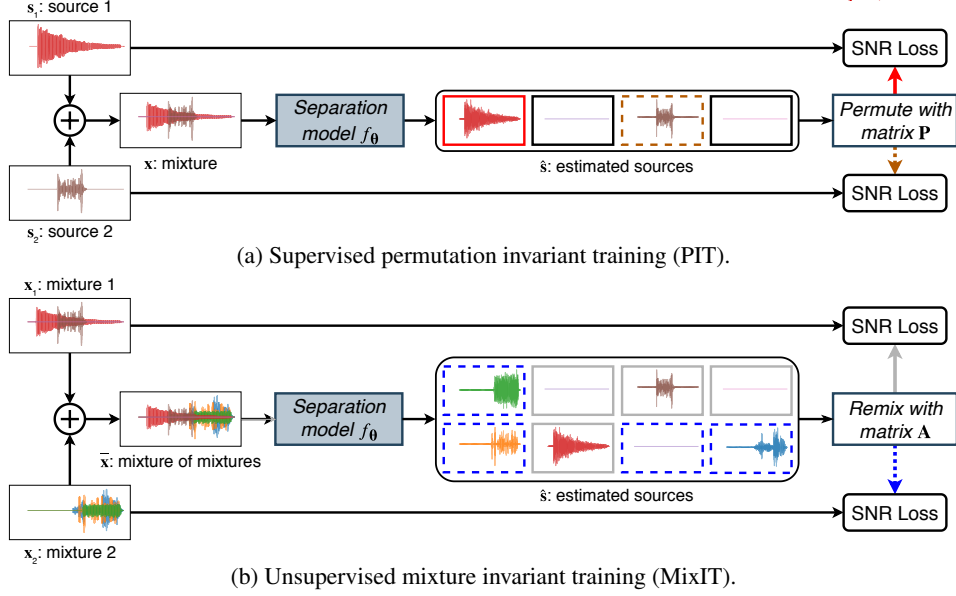 s₁: source 1
SNR Loss
Separation
model fθ
Permute with
matrix P
x: mixture
ŝ: estimated sources
SNR Loss
s₂: source 2
(a) Supervised permutation invariant training (PIT).
x₁: mixture 1
SNR Loss
Separation
model fθ
Remix with
matrix A
x̅: mixture of mixtures
ŝ: estimated sources
SNR Loss
x₂: mixture 2
(b) Unsupervised mixture invariant training (MixIT).